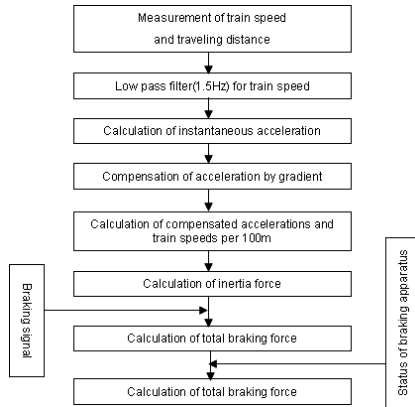 Measurement of train speed
and traveling distance
Low pass filter(1.5Hz) for train speed
Calculation of instantaneous acceleration
Compensation of acceleration by gradient
Calculation of compensated accelerations and
train speeds per 100m
Calculation of inertia force
Braking signal
Calculation of total braking force
Status of braking apparatus
Calculation of total braking force